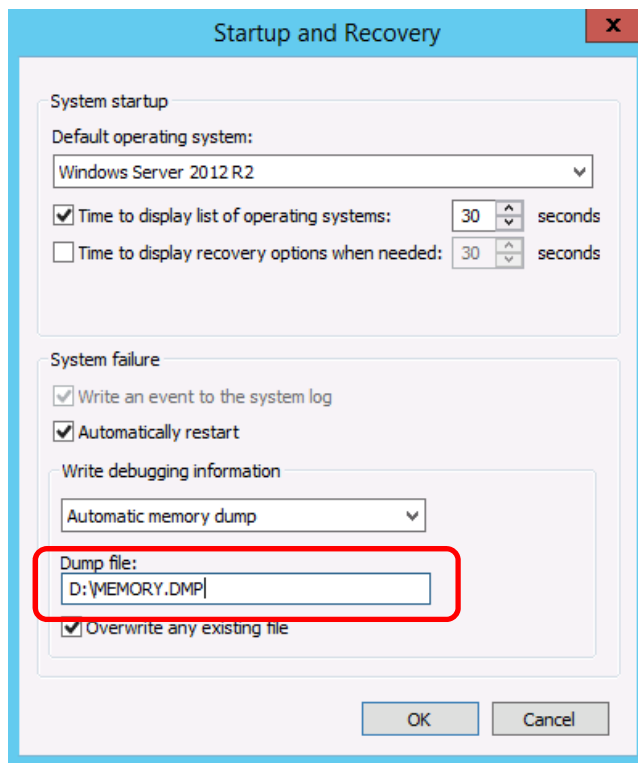 Startup and Recovery
x
System startup
Default operating system:
Windows Server 2012 R2
Time to display list of operating systems: 30 seconds
Time to display recovery options when needed: 30 seconds
System failure
Write an event to the system log
Automatically restart
Write debugging information
Automatic memory dump
Dump file:
D:\MEMORY.DMP
Overwrite any existing file
OK Cancel